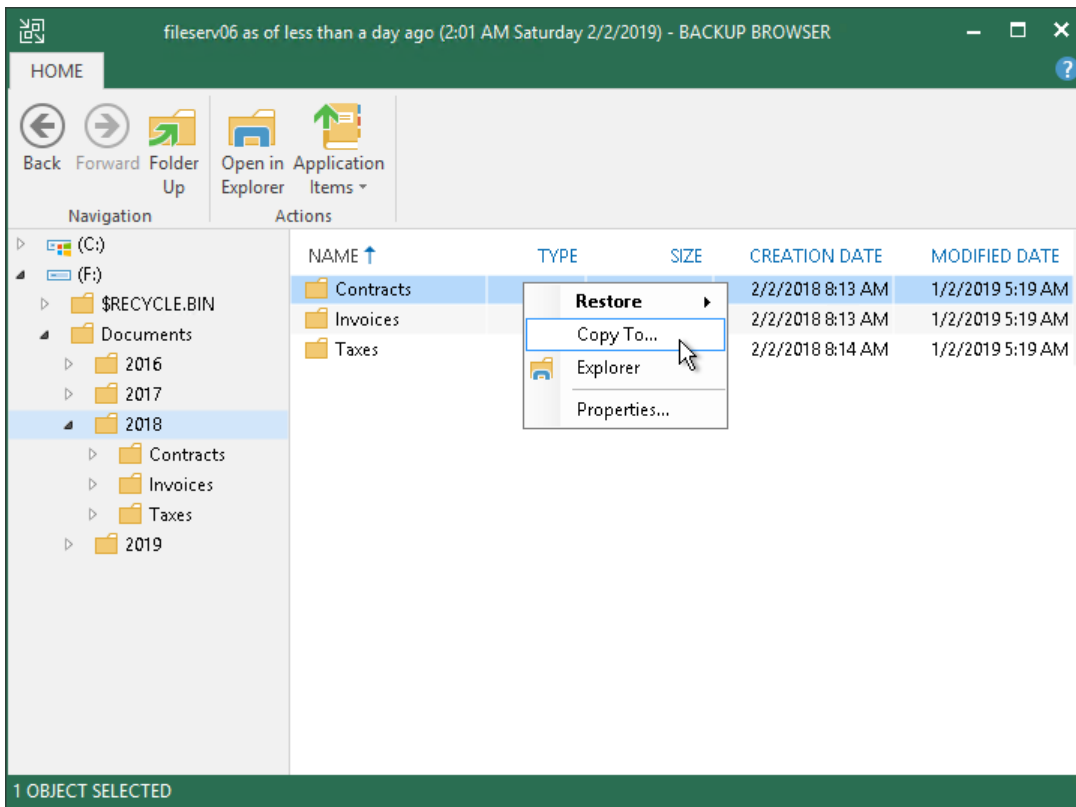 fileserv06 as of less than a day ago (2:01 AM Saturday 2/2/2019) - BACKUP BROWSER
HOME
?
Back Forward Folder Up Open in Explorer Application Items
Navigation Actions
(C:)
(F:)
$RECYCLE.BIN
Documents
2016
2017
2018
Contracts
Invoices
Taxes
2019
NAME TYPE SIZE CREATION DATE MODIFIED DATE
Contracts 2/2/2018 8:13 AM 1/2/2019 5:19 AM
Invoices 2/2/2018 8:13 AM 1/2/2019 5:19 AM
Taxes 2/2/2018 8:14 AM 1/2/2019 5:19 AM
Restore
Copy To...
Explorer
Properties...
1 OBJECT SELECTED